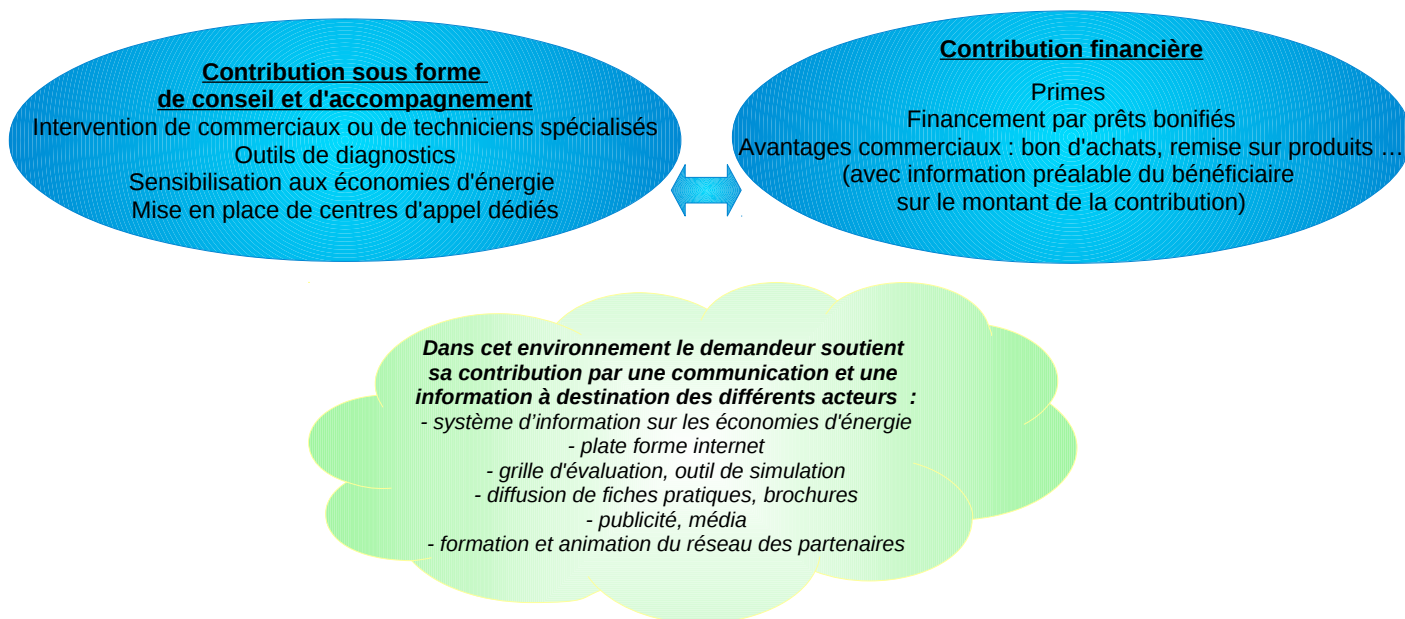 Contribution sous forme
de conseil et d'accompagnement
Intervention de commerciaux ou de techniciens spécialisés
Outils de diagnostics
Sensibilisation aux économies d'énergie
Mise en place de centres d'appel dédiés
Contribution financière
Primes
Financement par prêts bonifiés
Avantages commerciaux : bon d'achats, remise sur produits ...
(avec information préalable du bénéficiaire
sur le montant de la contribution)
Dans cet environnement le demandeur soutient
sa contribution par une communication et une
information à destination des différents acteurs :
- système d’information sur les économies d'énergie
- plate forme internet
- grille d'évaluation, outil de simulation
- diffusion de fiches pratiques, brochures
- publicité, média
- formation et animation du réseau des partenaires